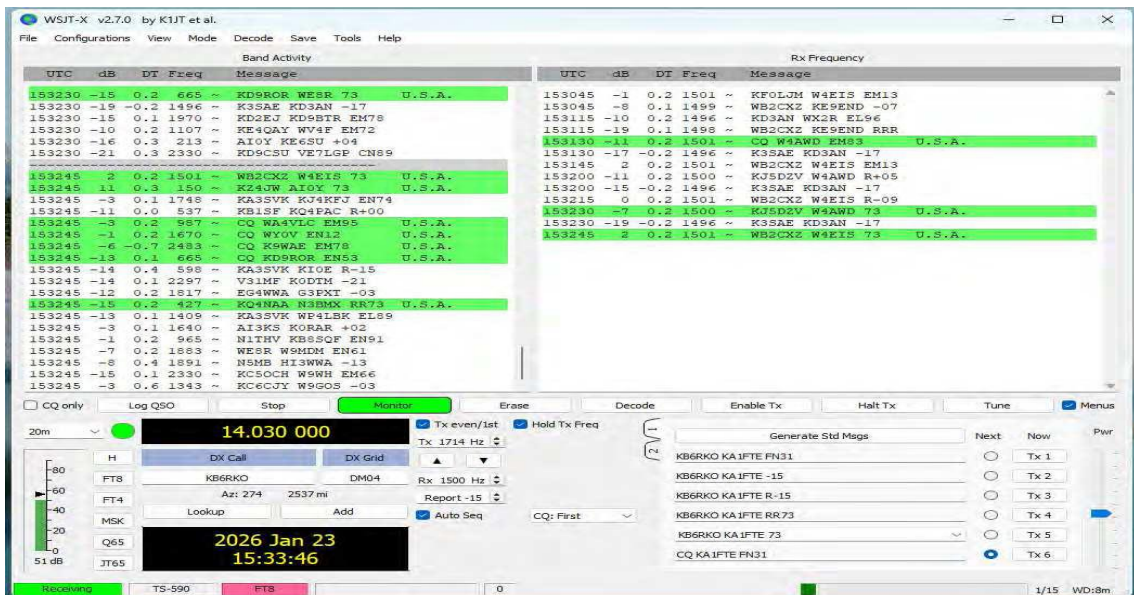 WSJT-X v2.7.0 by K1JT et al.
File Configurations View Mode Decode Save Tools Help
Band Activity
UTC dB DT Freq Message
153230 -15 0.2 665 ~ KD9ROR WE8R 73 U.S.A.
153230 -19 -0.2 1496 ~ K3SAE KD3AN -17
153230 -15 0.1 1970 ~ KD2EJ KD9BTR EM78
153230 -10 0.2 1107 ~ KE4QAY WV4F EM72
153230 -16 0.3 213 ~ AI0Y KE6SU +04
153230 -21 0.3 2330 ~ KD9CSU VE7LGP CN89
153245 2 0.2 1501 ~ WB2CXZ W4EIS 73 U.S.A.
153245 11 0.3 150 ~ KZ4JW AI0Y 73 U.S.A.
153245 -3 0.1 1748 ~ KA3SVK KJ4KFJ EN74
153245 -11 0.0 537 ~ KB1SF KQ4PAC R+00
153245 -3 0.2 987 ~ CQ WA4VLC EM95 U.S.A.
153245 -1 0.2 1670 ~ CQ WY0V EN12 U.S.A.
153245 -6 -0.7 2483 ~ CQ K9WAE EM78 U.S.A.
153245 -13 0.1 665 ~ CQ KD9ROR EN53 U.S.A.
153245 -14 0.4 598 ~ KA3SVK KI0E R-15
153245 -14 0.1 2297 ~ V31MF K0DTM -21
153245 -12 0.2 1817 ~ EG4WWA G3PXT -03
153245 -15 0.2 427 ~ KQ4NAA N3BMX RR73 U.S.A.
153245 -13 0.1 1409 ~ KA3SVK WP4LBK EL89
153245 -3 0.1 1640 ~ AI3KS K0RAR +02
153245 -1 0.2 965 ~ N1THV KB8SQF EN91
153245 -7 0.2 1883 ~ WE8R W9MDM EN61
153245 -8 0.4 1891 ~ N5MB HI3WWA -13
153245 -15 0.1 2330 ~ KC5OCH W9WH EM66
153245 -3 0.6 1343 ~ KC6CJY W9GOS -03
Rx Frequency
UTC dB DT Freq Message
153045 -1 0.2 1501 ~ KF0LJM W4EIS EM13
153045 -8 0.1 1499 ~ WB2CXZ KE9END -07
153115 -10 0.2 1496 ~ KD3AN WX2R EL96
153115 -19 0.1 1498 ~ WB2CXZ KE9END RRR
153130 -11 0.2 1501 ~ CQ W4AWD EM83 U.S.A.
153130 -17 -0.2 1496 ~ K3SAE KD3AN -17
153145 2 0.2 1501 ~ WB2CXZ W4EIS EM13
153200 -11 0.2 1500 ~ KJ5DZV W4AWD R+05
153200 -15 -0.2 1496 ~ K3SAE KD3AN -17
153215 0 0.2 1501 ~ WB2CXZ W4EIS R-09
153230 -7 0.2 1500 ~ KJ5DZV W4AWD 73 U.S.A.
153230 -19 -0.2 1496 ~ K3SAE KD3AN -17
153245 2 0.2 1501 ~ WB2CXZ W4EIS 73 U.S.A.
CQ only Log QSO Stop Monitor Erase Decode Enable Tx Halt Tx Tune Menus
20m
14.030 000
Tx even/1st
Hold Tx Freq
Tx 1714 Hz
H
FT8
FT4
MSK
Q65
JT65
DX Call DX Grid
KB6RKO DM04
Az: 274 2537 mi
Lookup Add
Rx 1500 Hz
Report -15
Auto Seq
CQ: First
2026 Jan 23
15:33:46
-80
-60
-40
-20
-0
51 dB
1
2
Generate Std Msgs Next Now Pwr
KB6RKO KA1FTE FN31 Tx 1
KB6RKO KA1FTE -15 Tx 2
KB6RKO KA1FTE R-15 Tx 3
KB6RKO KA1FTE RR73 Tx 4
KB6RKO KA1FTE 73 Tx 5
CQ KA1FTE FN31 Tx 6
Receiving TS-590 FT8 0 1/15 WD:8m